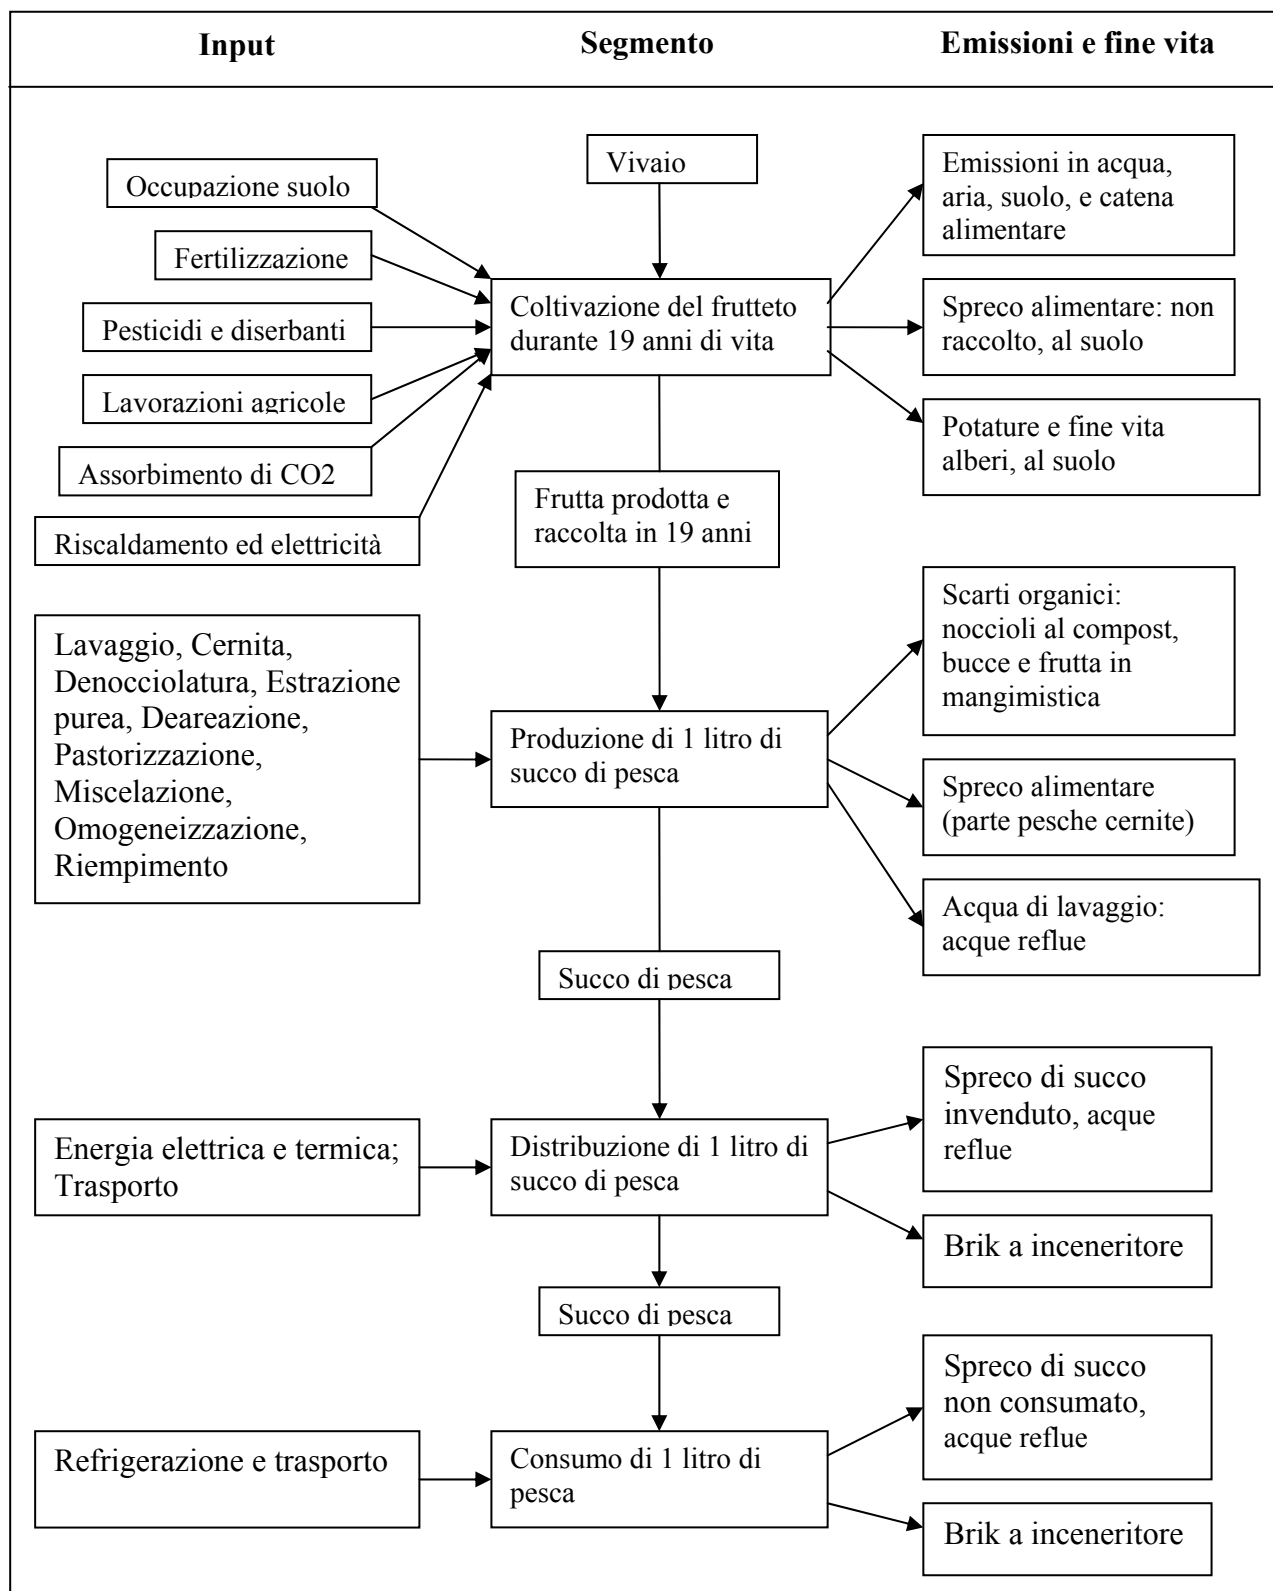 Input
Segmento
Emissioni e fine vita
Vivaio
Occupazione suolo
Fertilizzazione
Pesticidi e diserbanti
Lavorazioni agricole
Assorbimento di CO2
Riscaldamento ed elettricità
Coltivazione del frutteto
durante 19 anni di vita
Emissioni in acqua,
aria, suolo, e catena
alimentare
Spreco alimentare: non
raccolto, al suolo
Potature e fine vita
alberi, al suolo
Frutta prodotta e
raccolta in 19 anni
Lavaggio, Cernita,
Denocciolatura, Estrazione
purea, Deareazione,
Pastorizzazione,
Miscelazione,
Omogeneizzazione,
Riempimento
Produzione di 1 litro di
succo di pesca
Scarti organici:
noccioli al compost,
bucce e frutta in
mangimistica
Spreco alimentare
(parte pesche cernite)
Acqua di lavaggio:
acque reflue
Succo di pesca
Energia elettrica e termica;
Trasporto
Distribuzione di 1 litro di
succo di pesca
Spreco di succo
invenduto, acque
reflue
Brik a inceneritore
Succo di pesca
Refrigerazione e trasporto
Consumo di 1 litro di
pesca
Spreco di succo
non consumato,
acque reflue
Brik a inceneritore